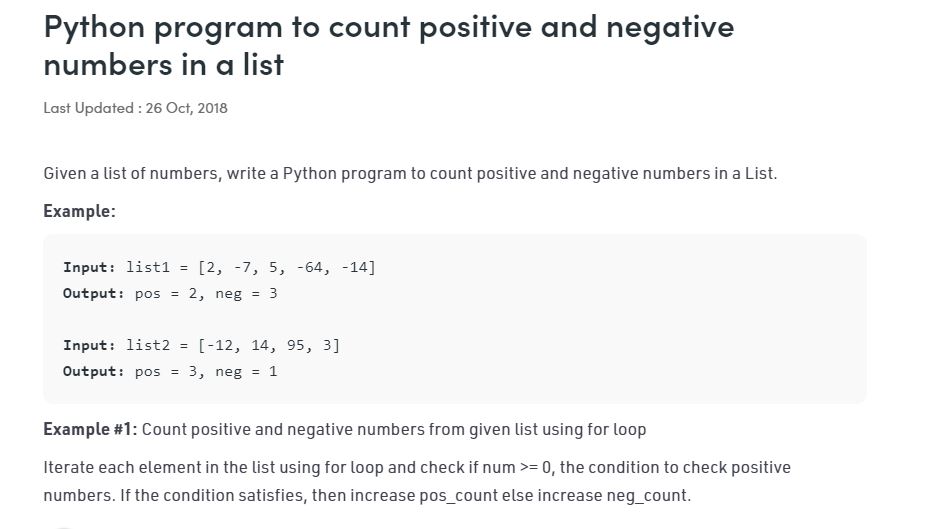 Python program to count positive and negative
numbers in a list
Last Updated : 26 Oct, 2018
Given a list of numbers, write a Python program to count positive and negative numbers in a List.
Example:
Input: list1 = [2, -7, 5, -64, -14]
Output: pos = 2, neg = 3
Input: list2 = [-12, 14, 95, 3]
Output: pos = 3, neg = 1
Example #1: Count positive and negative numbers from given list using for loop
Iterate each element in the list using for loop and check if num >= 0, the condition to check positive
numbers. If the condition satisfies, then increase pos_count else increase neg_count.